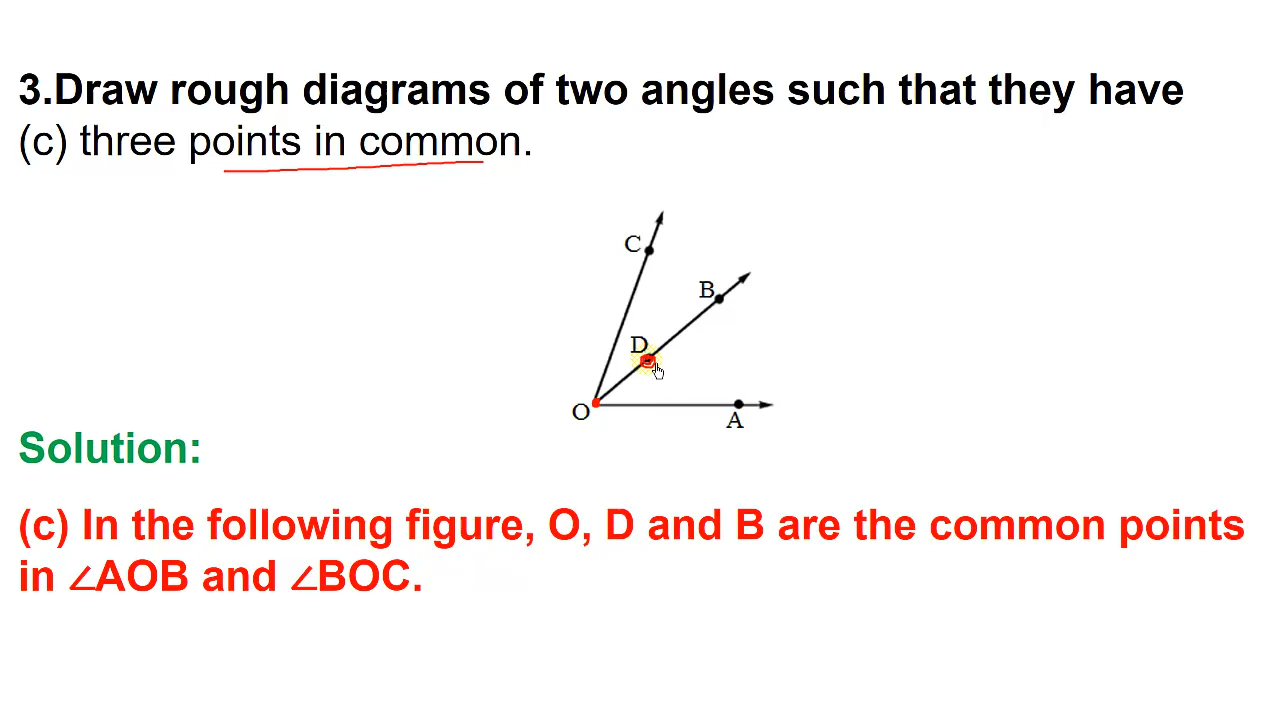 3.Draw rough diagrams of two angles such that they have
(c) three points in common.
C
B
D
O
A
Solution:
(c) In the following figure, O, D and B are the common points
in ∠AOB and ∠BOC.